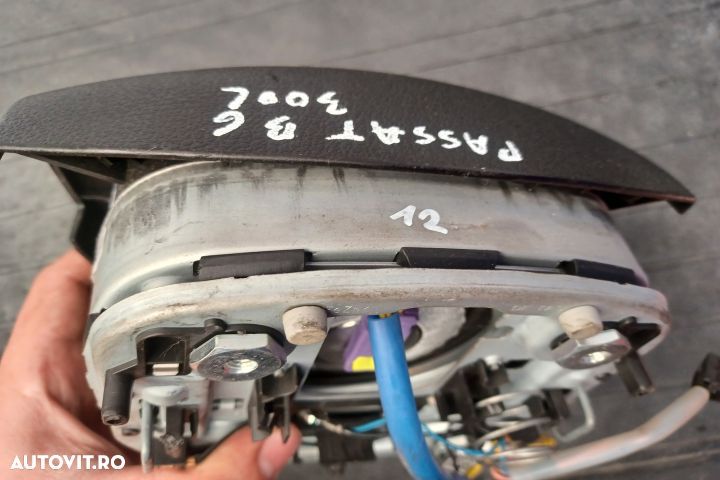 PASSAT B6
300L
12
AUTOVIT.RO